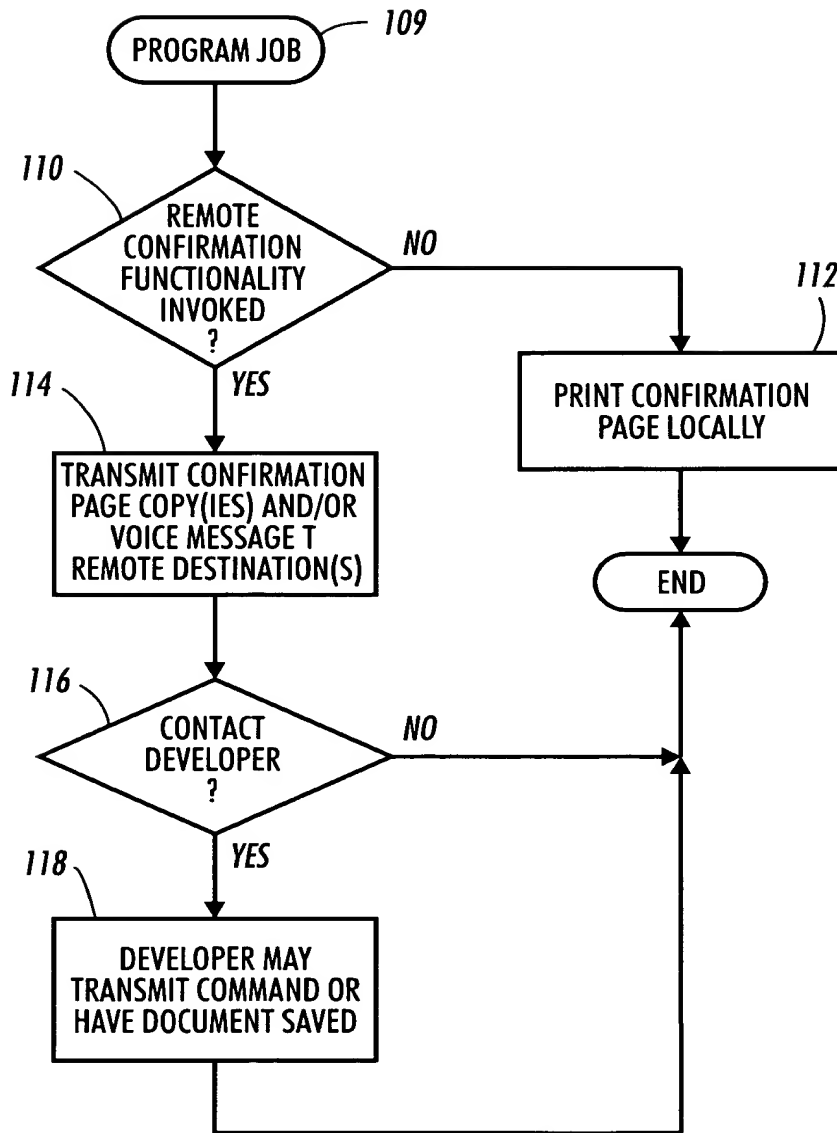 PROGRAM JOB
109
110
REMOTE
CONFIRMATION
FUNCTIONALITY
INVOKED
?
NO
YES
112
PRINT CONFIRMATION
PAGE LOCALLY
114
TRANSMIT CONFIRMATION
PAGE COPY(IES) AND/OR
VOICE MESSAGE T
REMOTE DESTINATION(S)
END
116
CONTACT
DEVELOPER
?
NO
YES
118
DEVELOPER MAY
TRANSMIT COMMAND OR
HAVE DOCUMENT SAVED